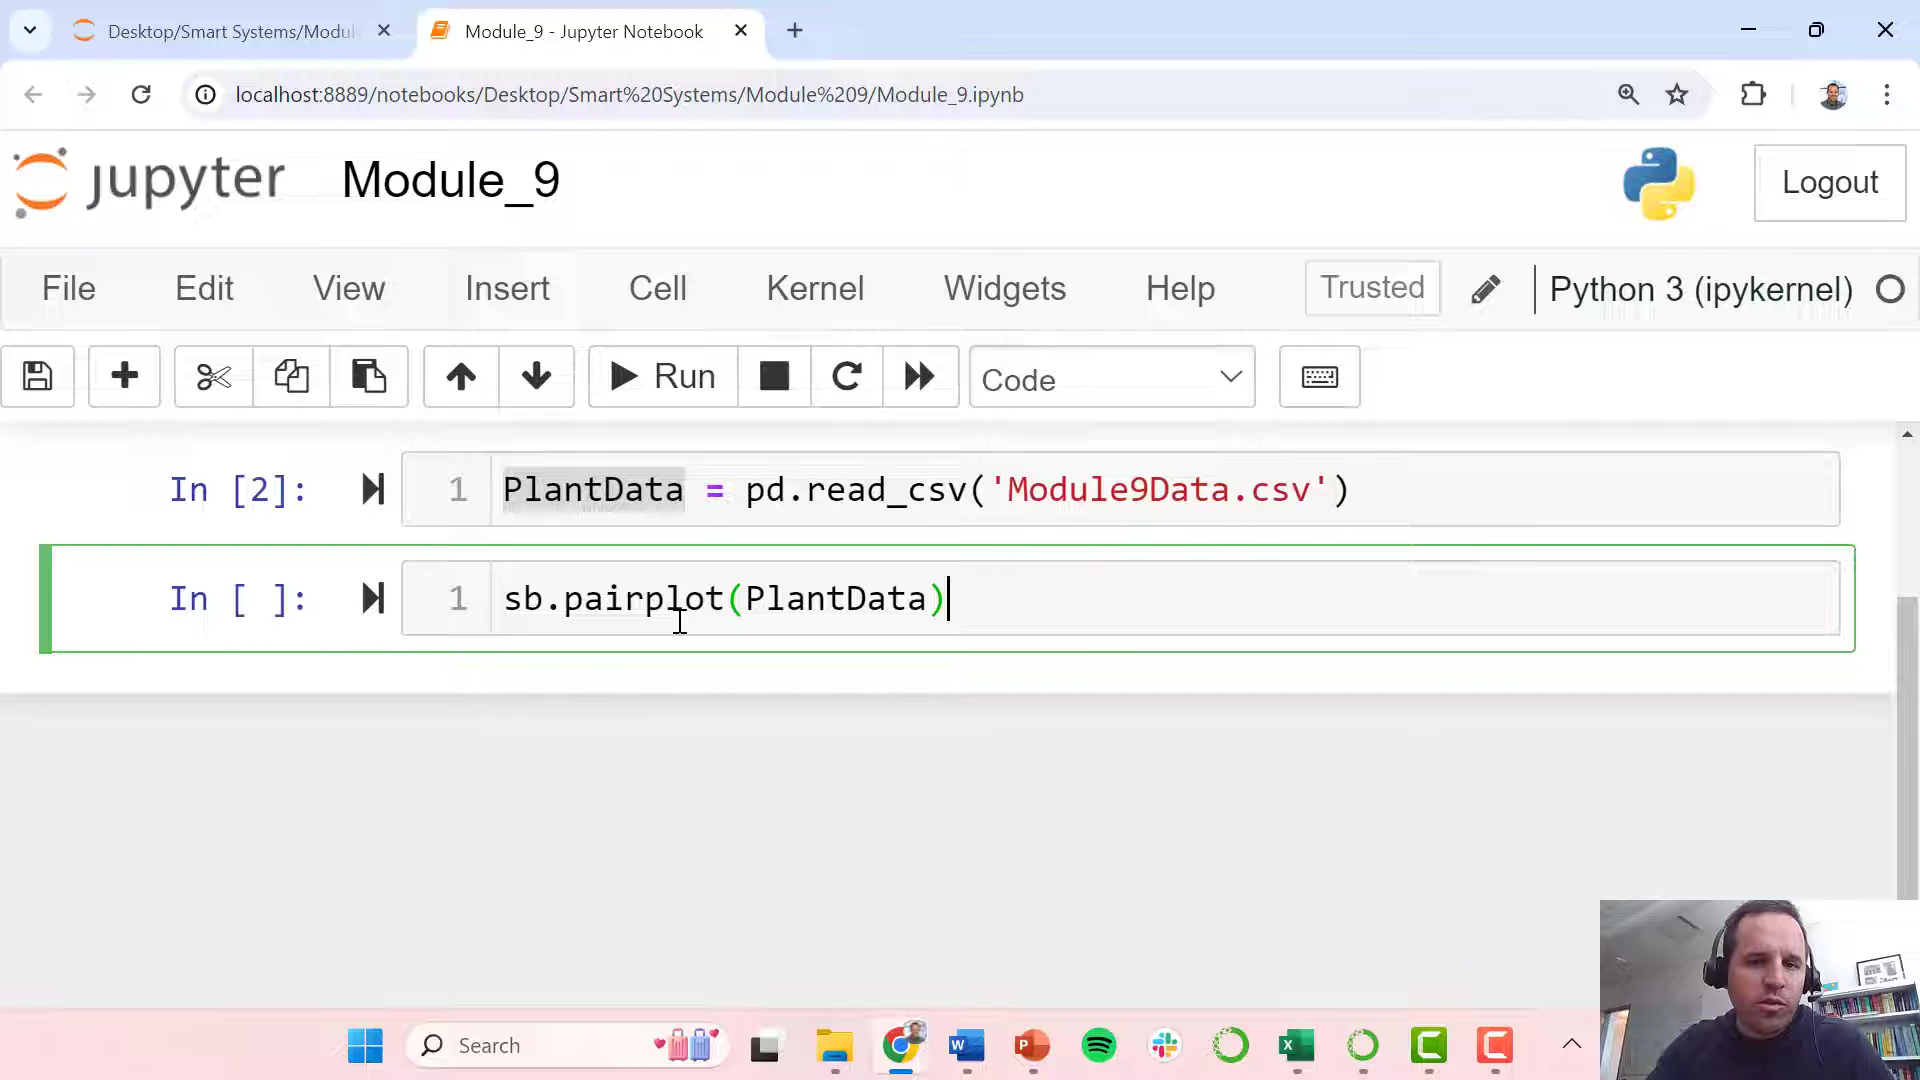 Desktop/Smart Systems/Modul
Module_9 - Jupyter Notebook
localhost:8889/notebooks/Desktop/Smart%20Systems/Module%209/Module_9.ipynb
jupyter Module_9
Logout
File Edit View Insert Cell Kernel Widgets Help Trusted Python 3 (ipykernel)
Run Code
In [2]: 1 PlantData = pd.read_csv('Module9Data.csv')
In [ ]: 1 sb.pairplot(PlantData)
Search